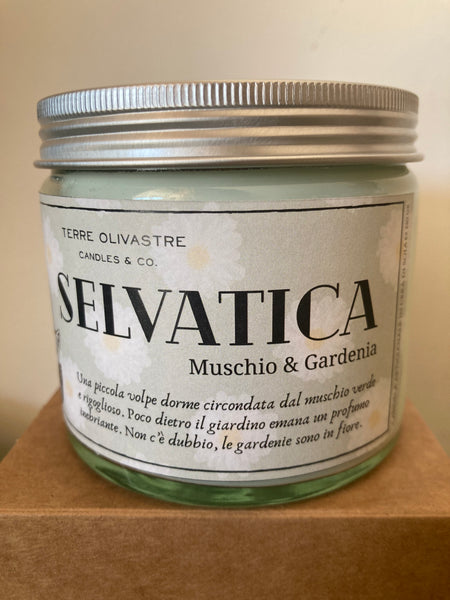 TERRE OLIVASTRE
CANDLES & CO.
SELVATICA
Muschio & Gardenia
Una piccola volpe dorme circondata dal muschio verde
e rigoglioso. Poco dietro il giardino emana un profumo
inebriante. Non c'è dubbio, le gardenie sono in fiore.